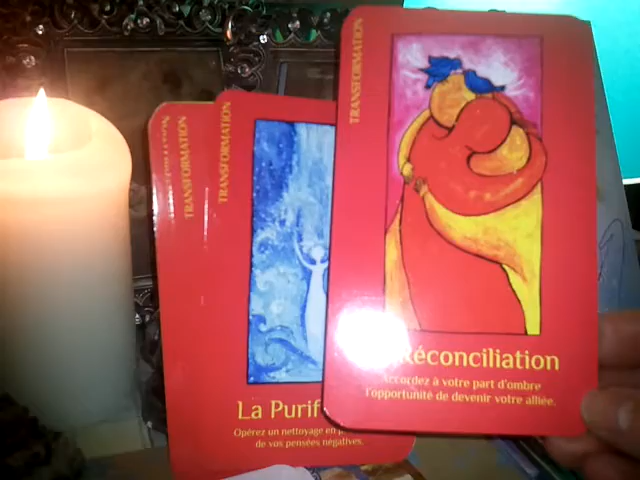 TRANSFORMATION
Réconciliation
Accordez à votre part d'ombre
l'opportunité de devenir votre alliée.
TRANSFORMATION
La Purif
Opérez un nettoyage en
de vos pensées négatives.
TRANSFORMATION